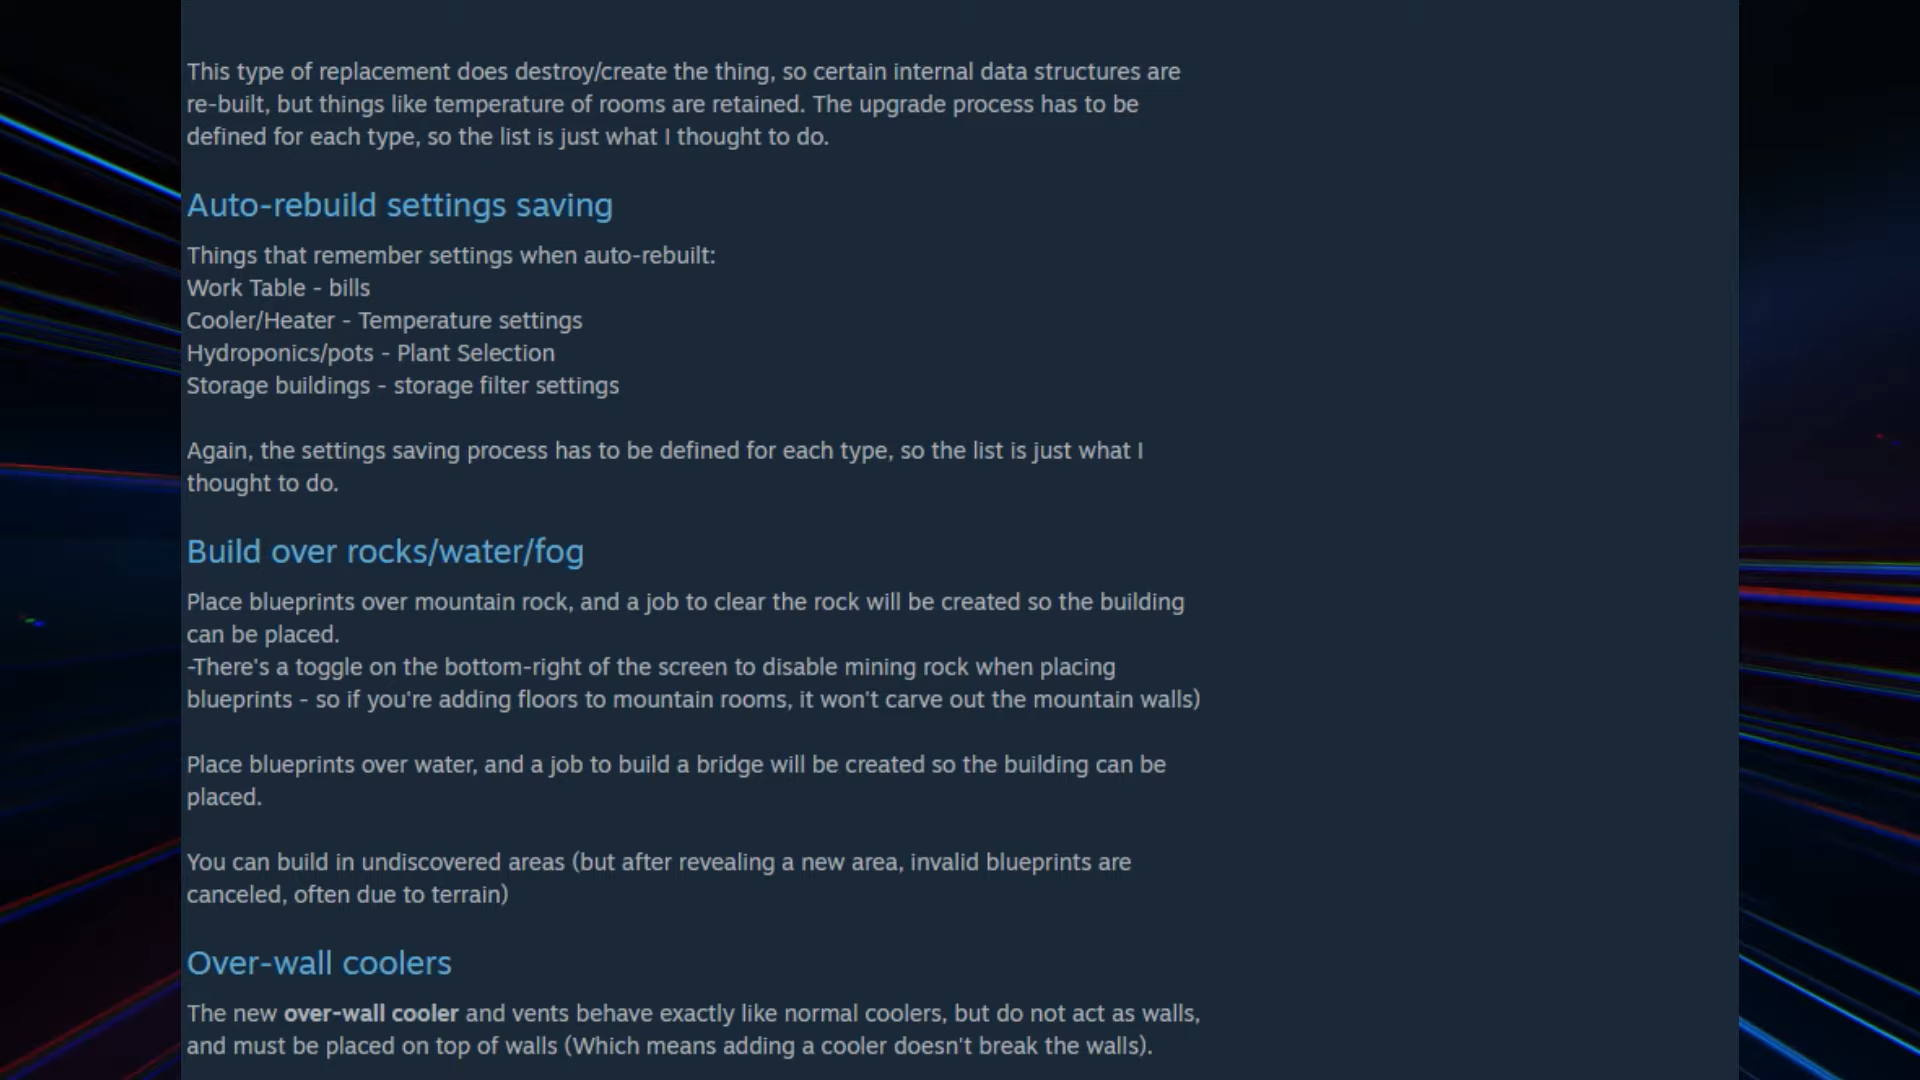 This type of replacement does destroy/create the thing, so certain internal data structures are
re-built, but things like temperature of rooms are retained. The upgrade process has to be
defined for each type, so the list is just what I thought to do.
Auto-rebuild settings saving
Things that remember settings when auto-rebuilt:
Work Table - bills
Cooler/Heater - Temperature settings
Hydroponics/pots - Plant Selection
Storage buildings - storage filter settings
Again, the settings saving process has to be defined for each type, so the list is just what I
thought to do.
Build over rocks/water/fog
Place blueprints over mountain rock, and a job to clear the rock will be created so the building
can be placed.
-There's a toggle on the bottom-right of the screen to disable mining rock when placing
blueprints - so if you're adding floors to mountain rooms, it won't carve out the mountain walls)
Place blueprints over water, and a job to build a bridge will be created so the building can be
placed.
You can build in undiscovered areas (but after revealing a new area, invalid blueprints are
canceled, often due to terrain)
Over-wall coolers
The new over-wall cooler and vents behave exactly like normal coolers, but do not act as walls,
and must be placed on top of walls (Which means adding a cooler doesn't break the walls).